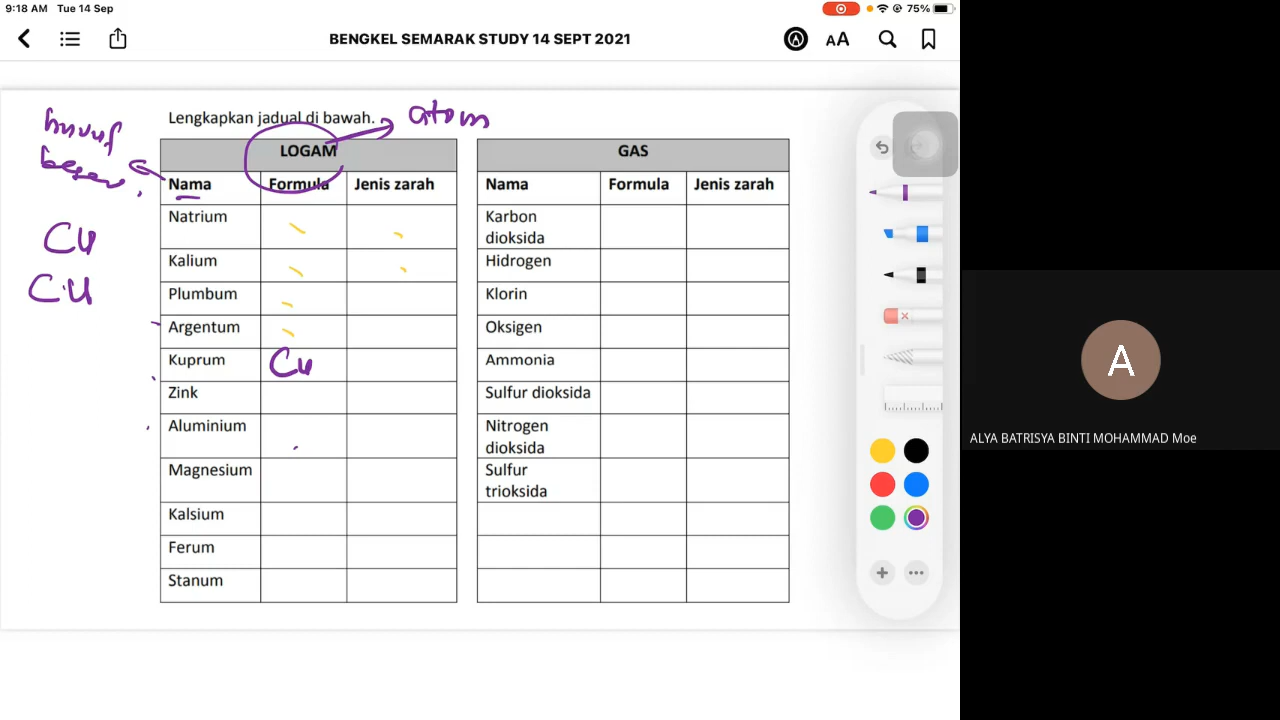 9:18 AM Tue 14 Sep
75%
BENGKEL SEMARAK STUDY 14 SEPT 2021
AA
Lengkapkan jadual di bawah.
atom
huruf
besar
LOGAM
Nama Formula Jenis zarah
Natrium
Kalium
Plumbum
Argentum
Kuprum Cu
Zink
Aluminium
Magnesium
Kalsium
Ferum
Stanum
Cu
CU
GAS
Nama Formula Jenis zarah
Karbon
dioksida
Hidrogen
Klorin
Oksigen
Ammonia
Sulfur dioksida
Nitrogen
dioksida
Sulfur
trioksida
A
ALYA BATRISYA BINTI MOHAMMAD Moe